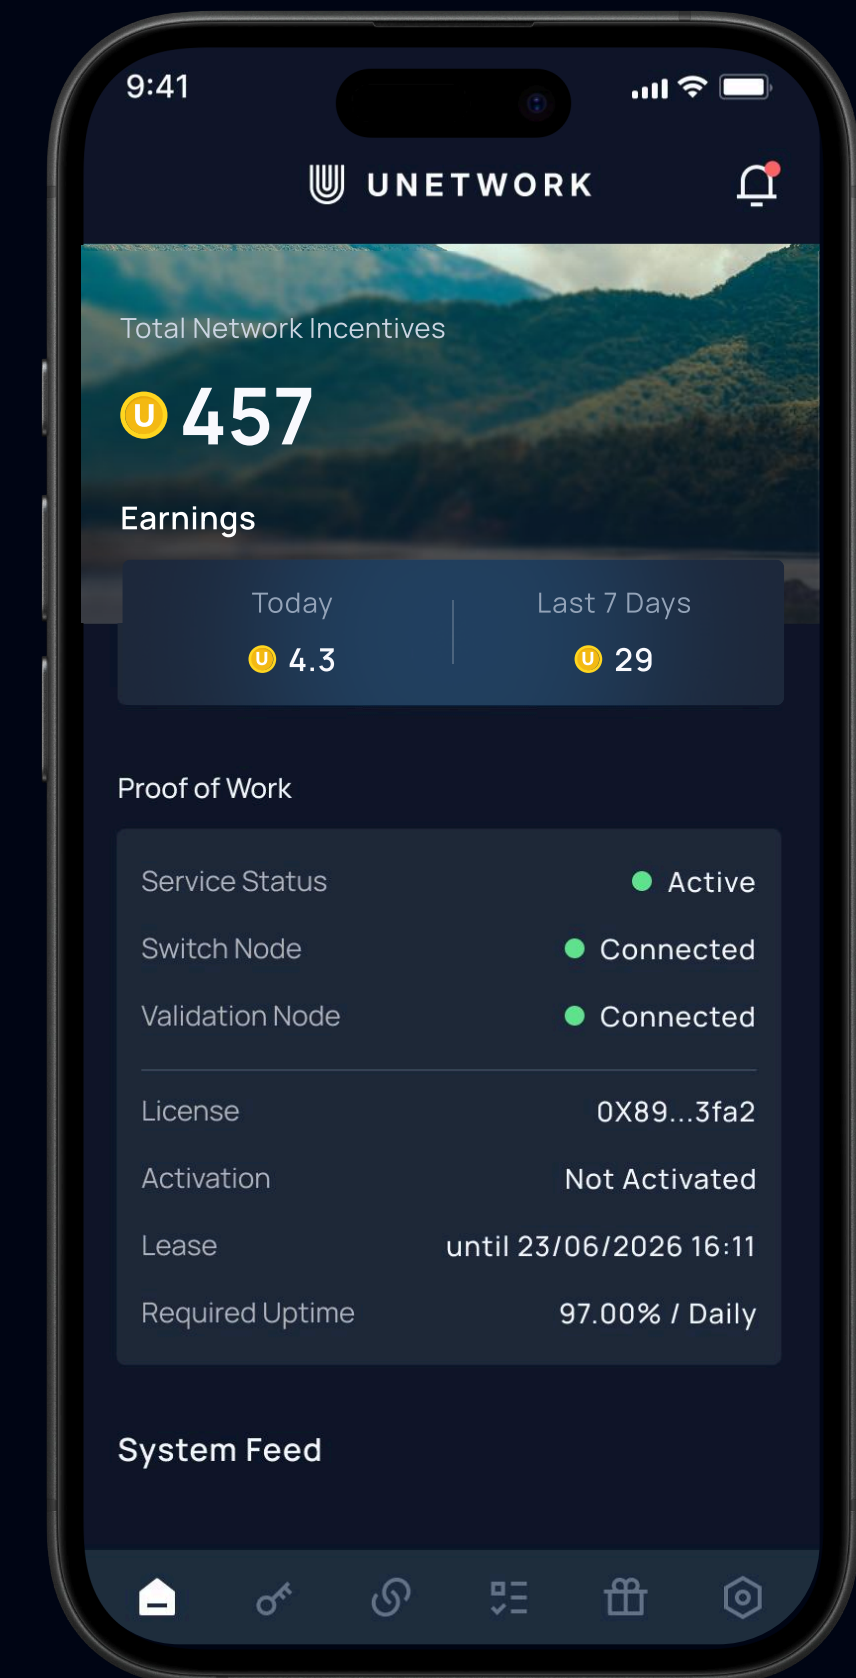 9:41
UNETWORK
Total Network Incentives
U 457
Earnings
Today Last 7 Days
U 4.3 U 29
Proof of Work
Service Status Active
Switch Node Connected
Validation Node Connected
License 0X89...3fa2
Activation Not Activated
Lease until 23/06/2026 16:11
Required Uptime 97.00% / Daily
System Feed